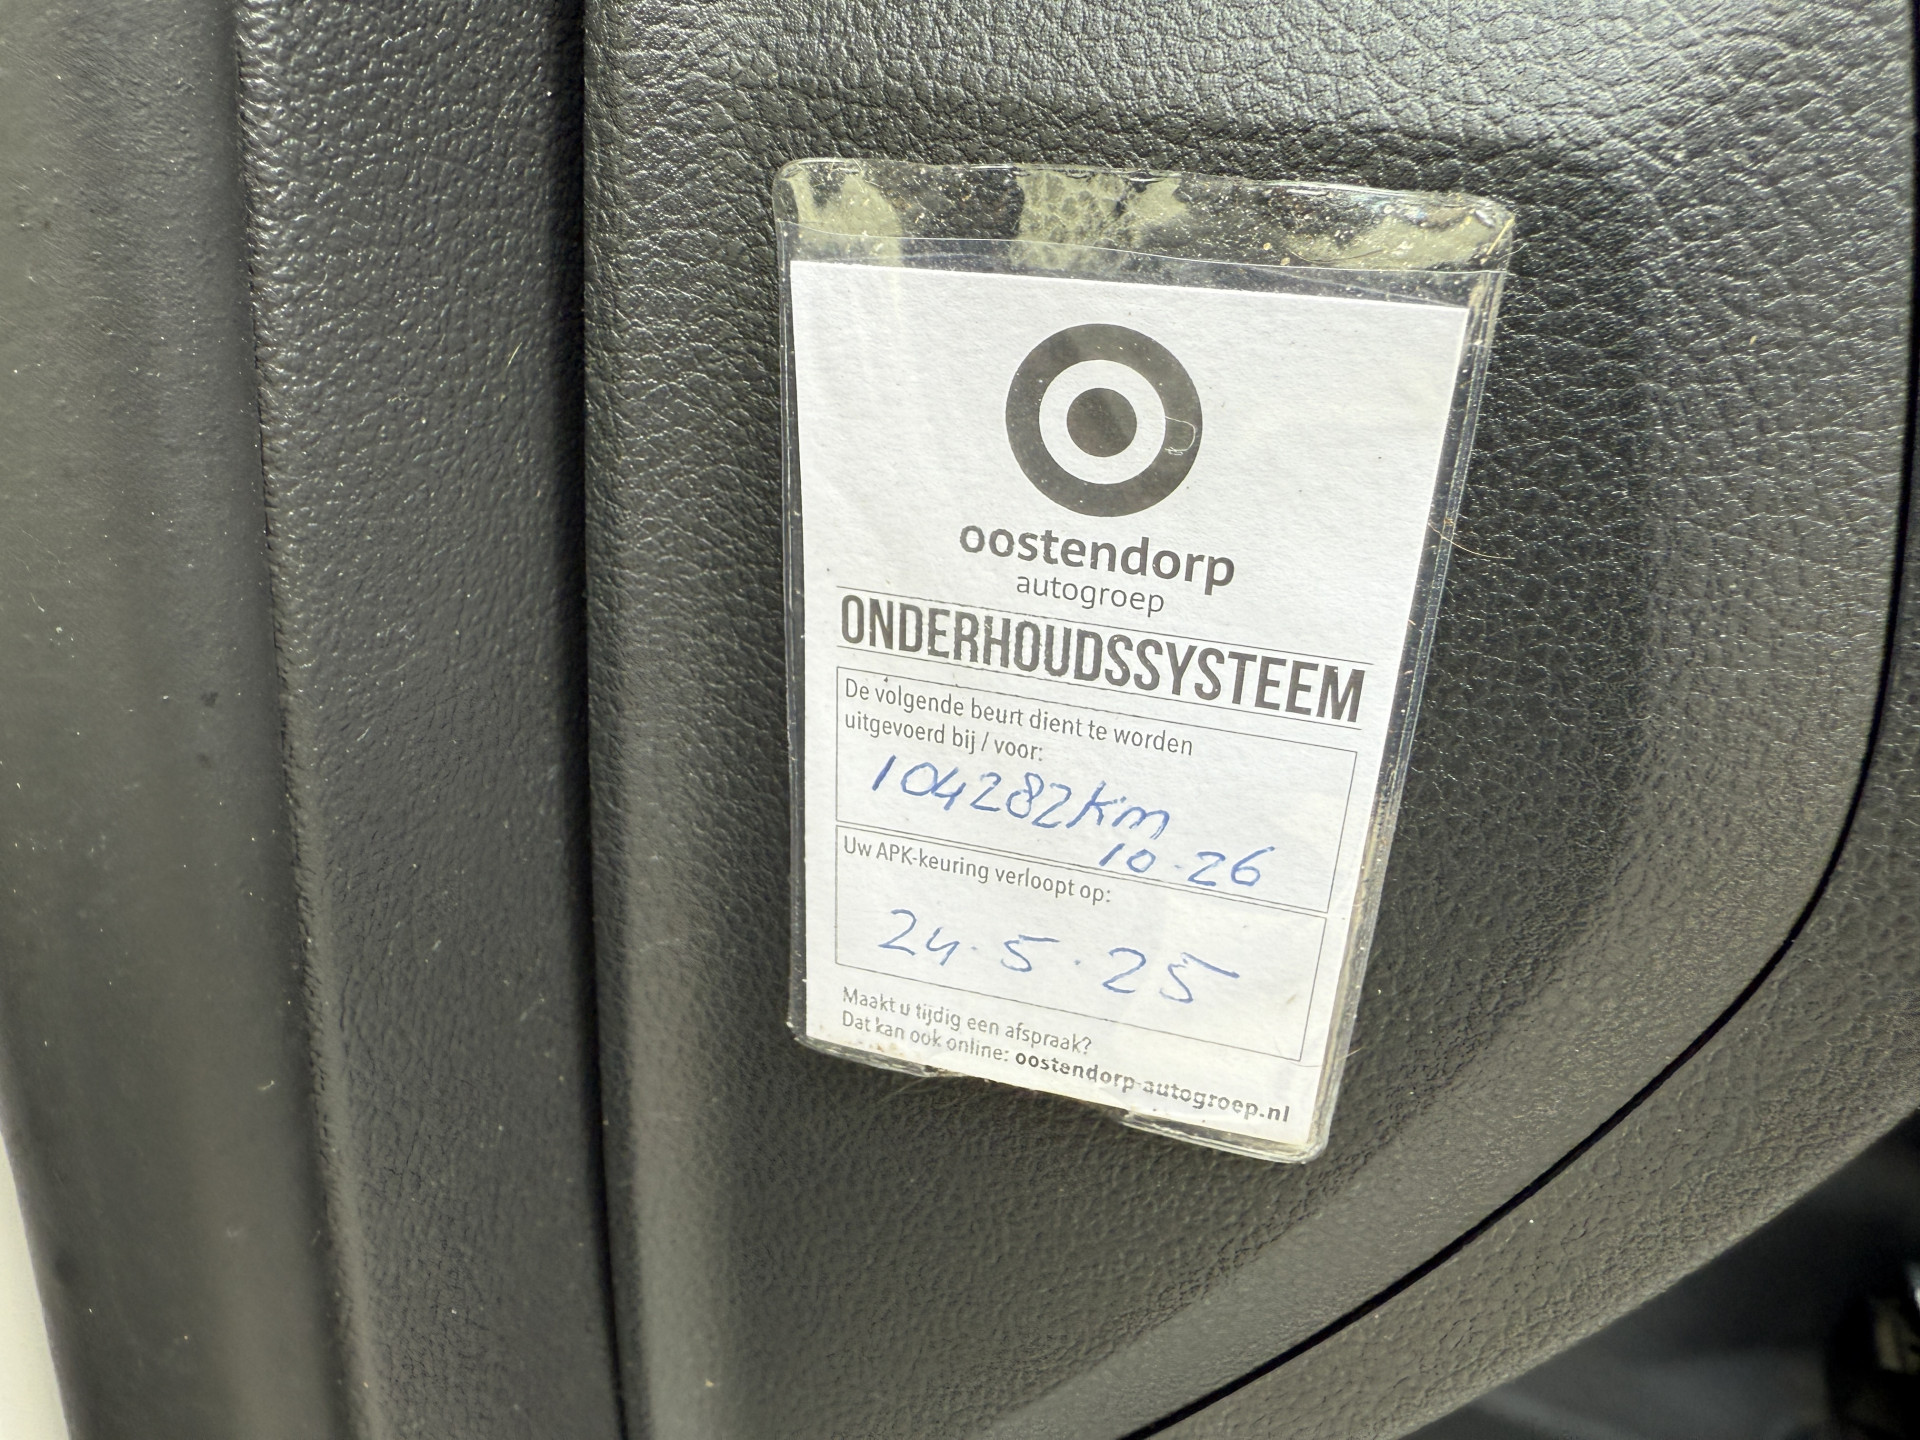 oostendorp
autogroep
ONDERHOUDSSYSTEEM
De volgende beurt dient te worden
uitgevoerd bij / voor:
104282km
10-26
Uw APK-keuring verloopt op:
24.5.25
Maakt u tijdig een afspraak?
Dat kan ook online: oostendorp-autogroep.nl